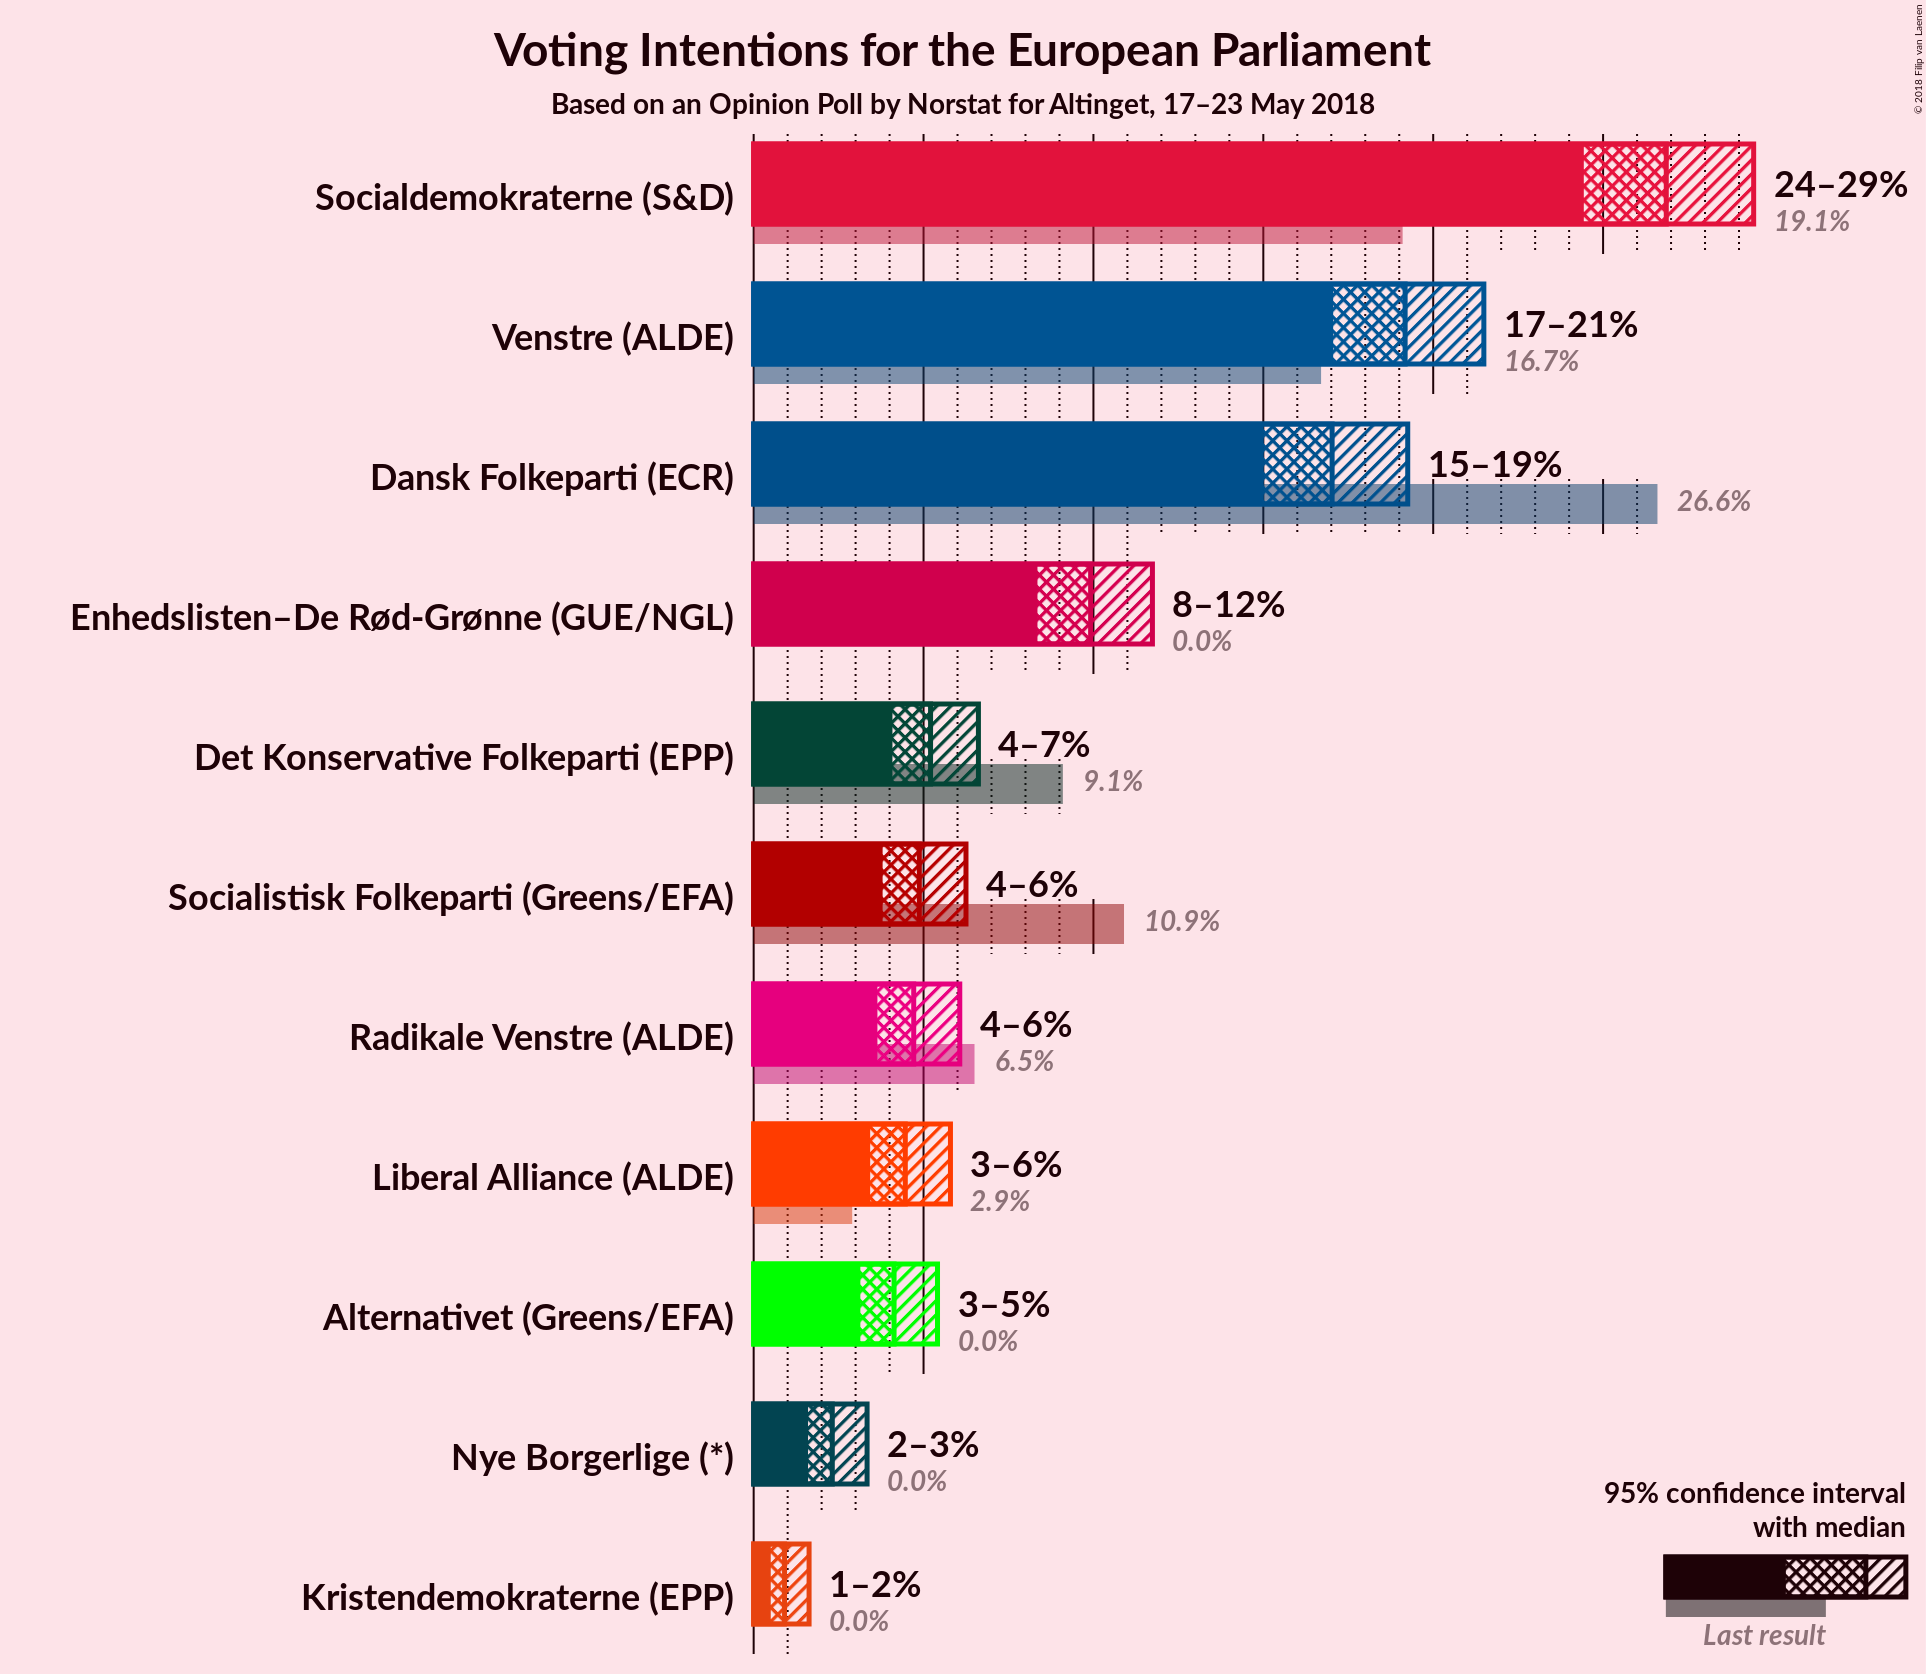 Voting Intentions for the European Parliament
Based on an Opinion Poll by Norstat for Altinget, 17–23 May 2018
© 2018 Filip van Laenen
Socialdemokraterne (S&D)
24–29%
19.1%
Venstre (ALDE)
17–21%
16.7%
Dansk Folkeparti (ECR)
15–19%
26.6%
Enhedslisten–De Rød-Grønne (GUE/NGL)
8–12%
0.0%
Det Konservative Folkeparti (EPP)
4–7%
9.1%
Socialistisk Folkeparti (Greens/EFA)
4–6%
10.9%
Radikale Venstre (ALDE)
4–6%
6.5%
Liberal Alliance (ALDE)
3–6%
2.9%
Alternativet (Greens/EFA)
3–5%
0.0%
Nye Borgerlige (*)
2–3%
0.0%
Kristendemokraterne (EPP)
1–2%
0.0%
95% confidence interval
with median
Last result